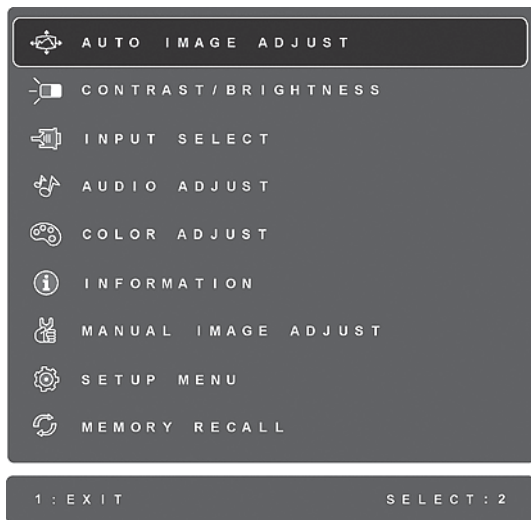 AUTO IMAGE ADJUST
CONTRAST/BRIGHTNESS
INPUT SELECT
AUDIO ADJUST
COLOR ADJUST
INFORMATION
MANUAL IMAGE ADJUST
SETUP MENU
MEMORY RECALL
1:EXIT SELECT:2